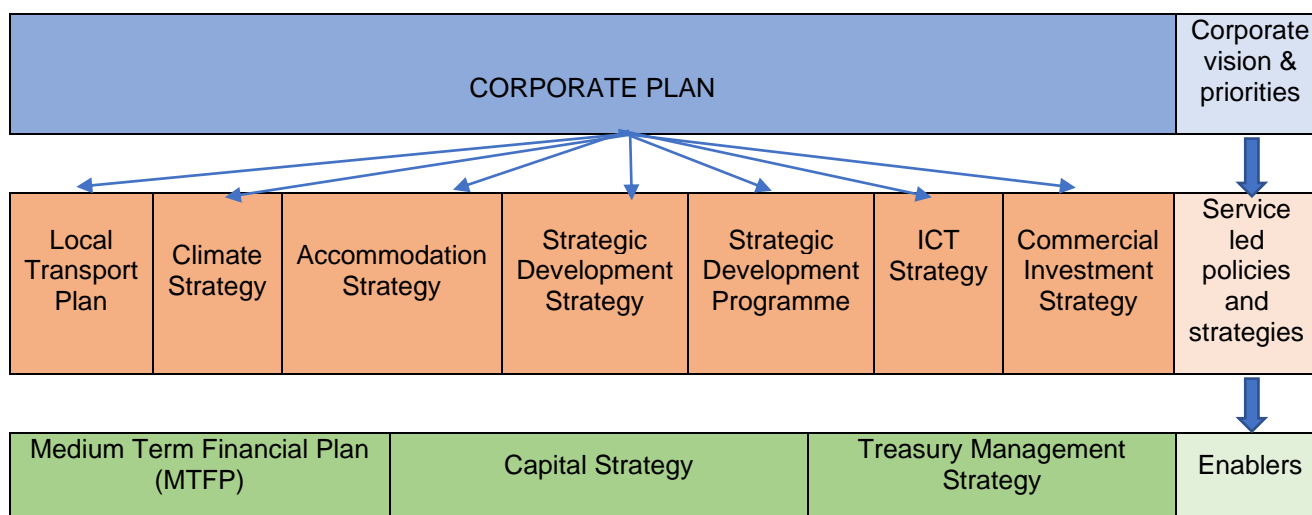 CORPORATE PLAN
Corporate
vision &
priorities
Local
Transport
Plan
Climate
Strategy
Accommodation
Strategy
Strategic
Development
Strategy
Strategic
Development
Programme
ICT
Strategy
Commercial
Investment
Strategy
Service
led
policies
and
strategies
Medium Term Financial Plan
(MTFP)
Capital Strategy
Treasury Management
Strategy
Enablers